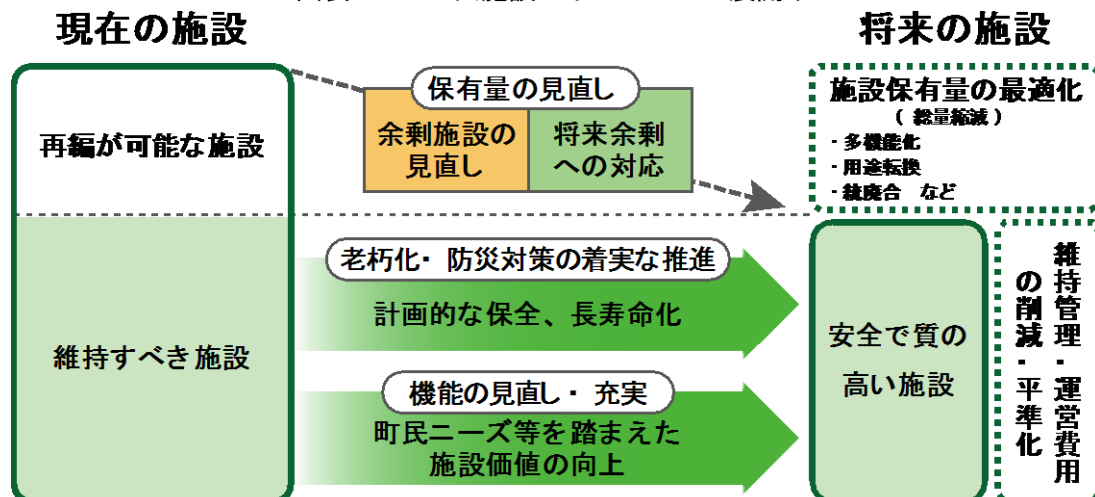 現在の施設
将来の施設
再編が可能な施設
維持すべき施設
保有量の見直し
余剰施設の
見直し
将来余剰
への対応
老朽化・防災対策の着実な推進
計画的な保全、長寿命化
機能の見直し・充実
町民ニーズ等を踏まえた
施設価値の向上
施設保有量の最適化
（総量縮減）
・多機能化
・用途転換
・統廃合 など
安全で質の
高い施設
維持管理・運営費用
の削減・平準化